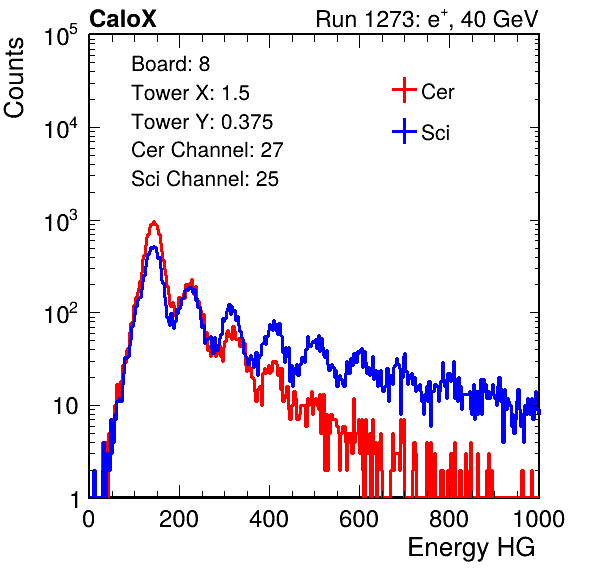 CaloX Run 1273: e⁺, 40 GeV
Counts
10⁵
10⁴
10³
10²
10
1
Board: 8
Tower X: 1.5
Tower Y: 0.375
Cer Channel: 27
Sci Channel: 25
Cer
Sci
0 200 400 600 800 1000
Energy HG